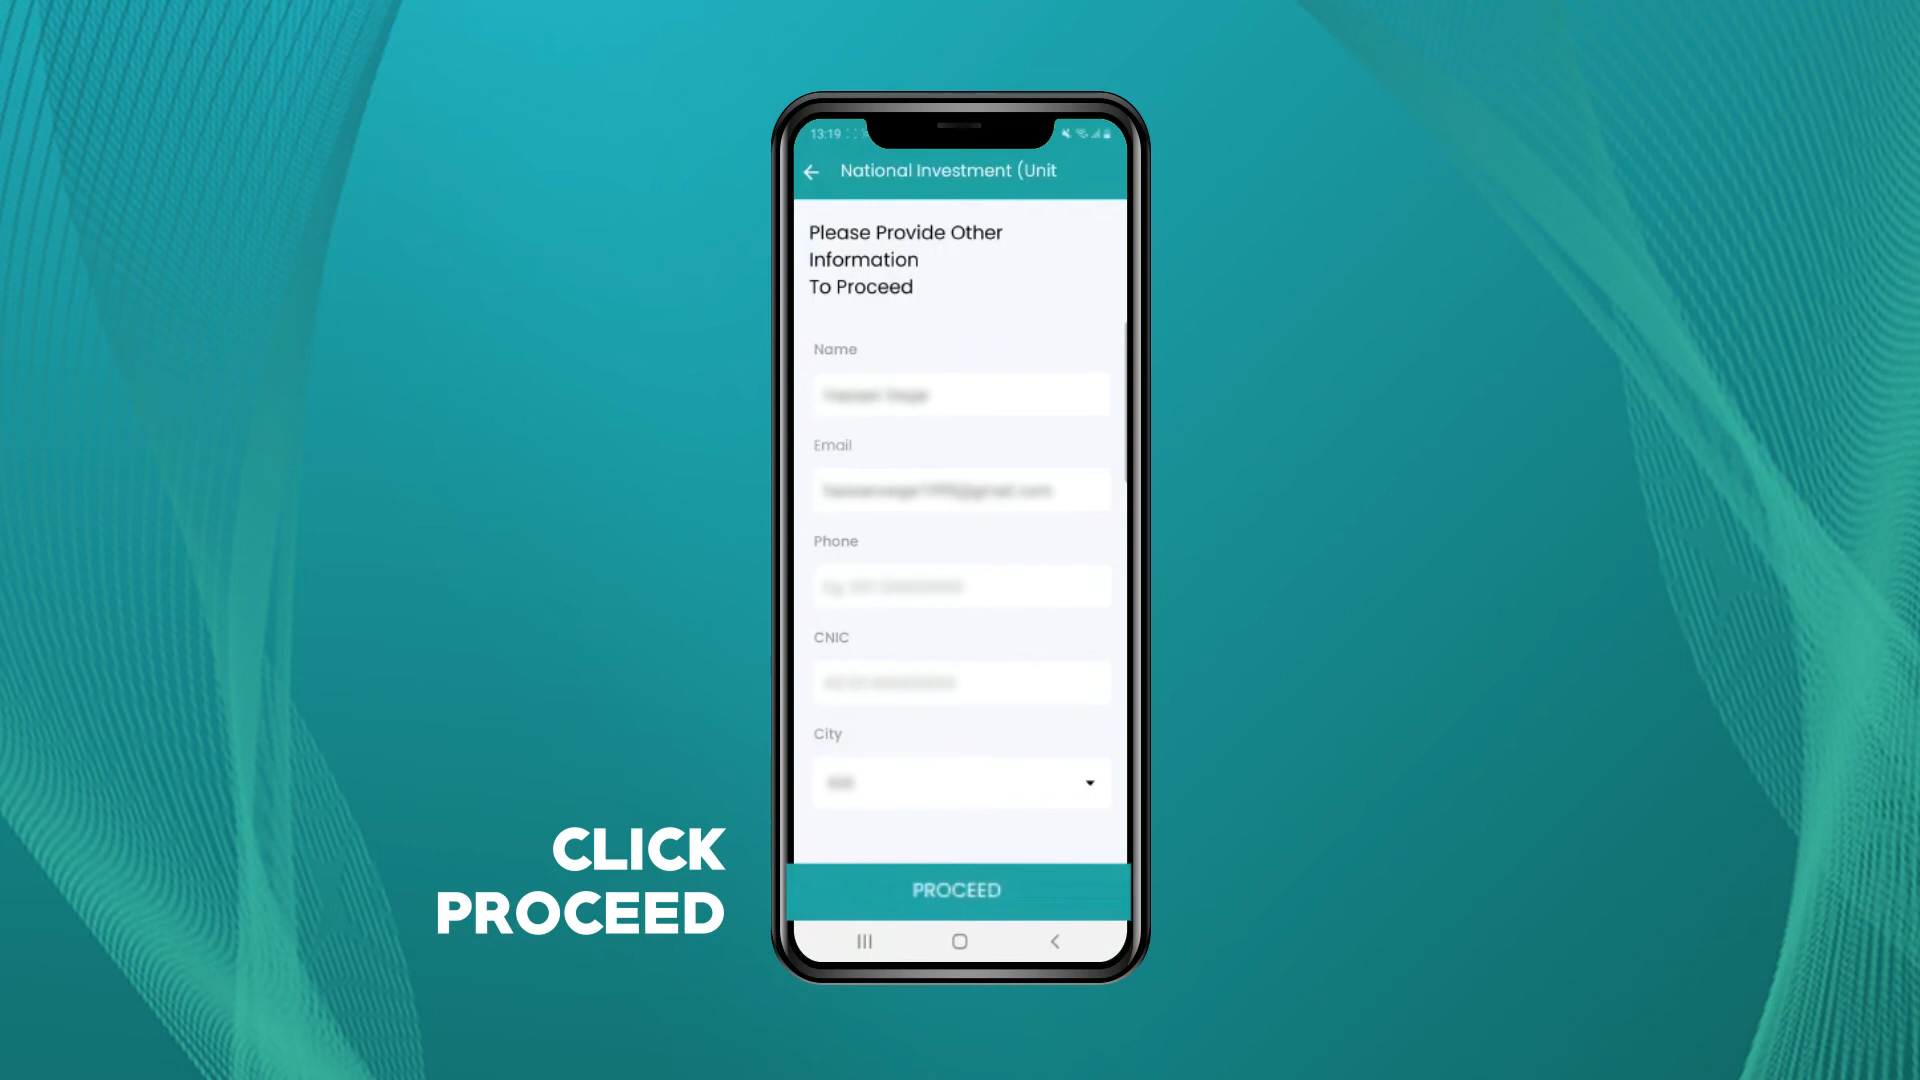 13:19
National Investment (Unit
Please Provide Other
Information
To Proceed
Name
Email
Phone
CNIC
City
PROCEED
CLICK
PROCEED